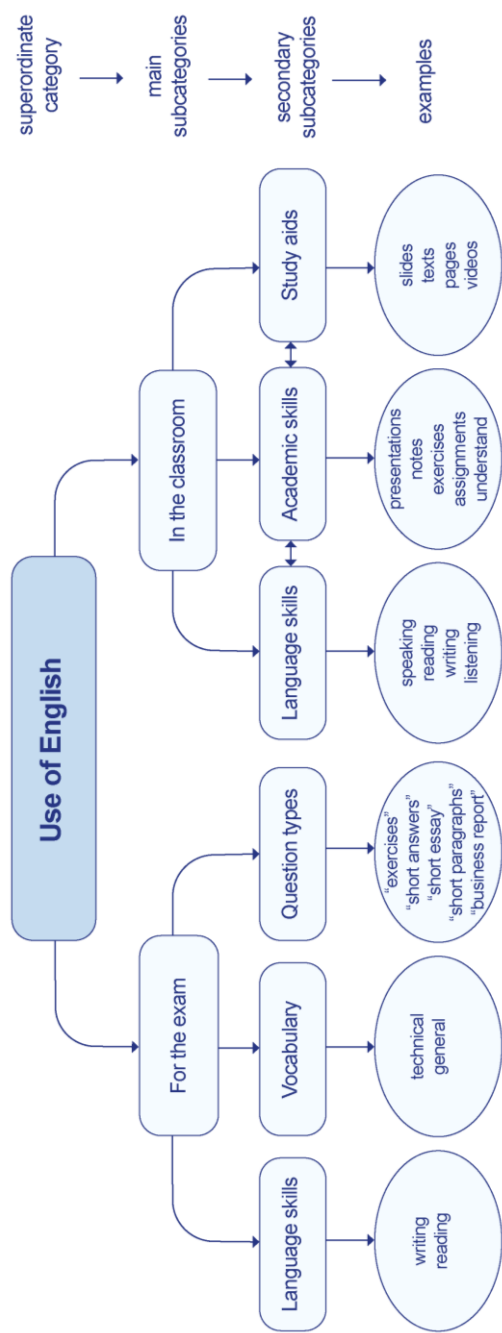 Use of English
superordinate
category
For the exam
In the classroom
main
subcategories
Language skills
Vocabulary
Question types
Language skills
Academic skills
Study aids
secondary
subcategories
writing
reading
technical
general
"exercises"
"short answers"
"short essay"
"short paragraphs"
"business report"
speaking
reading
writing
listening
presentations
notes
exercises
assignments
understand
slides
texts
pages
videos
examples